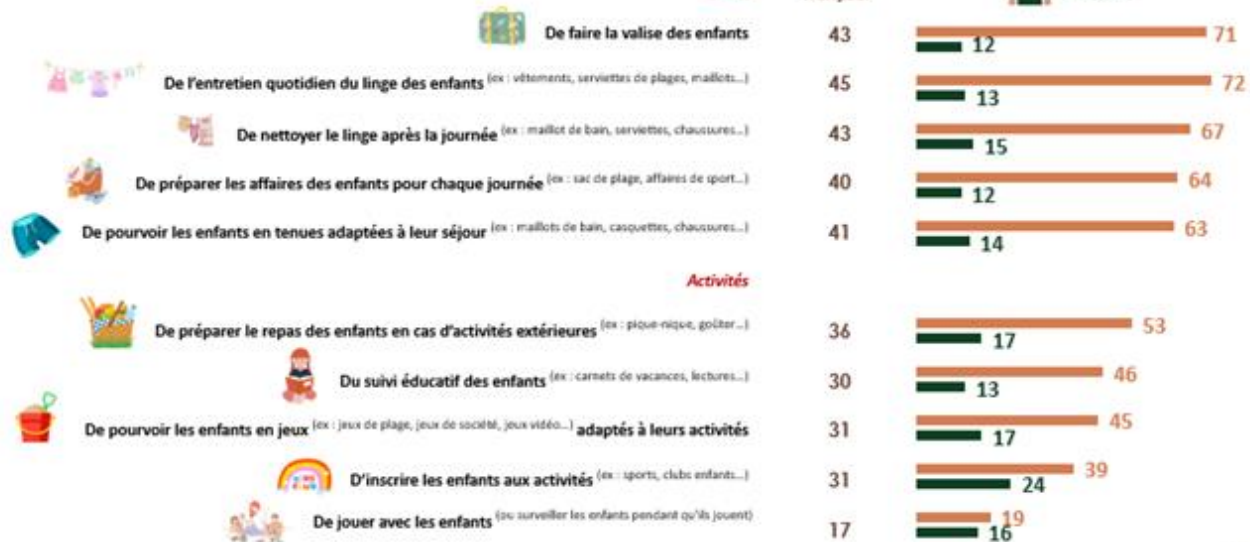 De faire la valise des enfants 43 71 12
De l'entretien quotidien du linge des enfants (ex : vêtements, serviettes de plages, maillots...) 45 72 13
De nettoyer le linge après la journée (ex : maillot de bain, serviettes, chaussures...) 43 67 15
De préparer les affaires des enfants pour chaque journée (ex : sac de plage, affaires de sport...) 40 64 12
De pourvoir les enfants en tenues adaptées à leur séjour (ex : maillots de bain, casquettes, chaussures...) 41 63 14
Activités
De préparer le repas des enfants en cas d'activités extérieures (ex : pique-nique, goûter...) 36 53 17
Du suivi éducatif des enfants (ex : carnets de vacances, lectures...) 30 46 13
De pourvoir les enfants en jeux (ex : jeux de plage, jeux de société, jeux vidéo...) adaptés à leurs activités 31 45 17
D'inscrire les enfants aux activités (ex : sports, clubs enfants...) 31 39 24
De jouer avec les enfants (ou surveiller les enfants pendant qu'ils jouent) 17 19 16